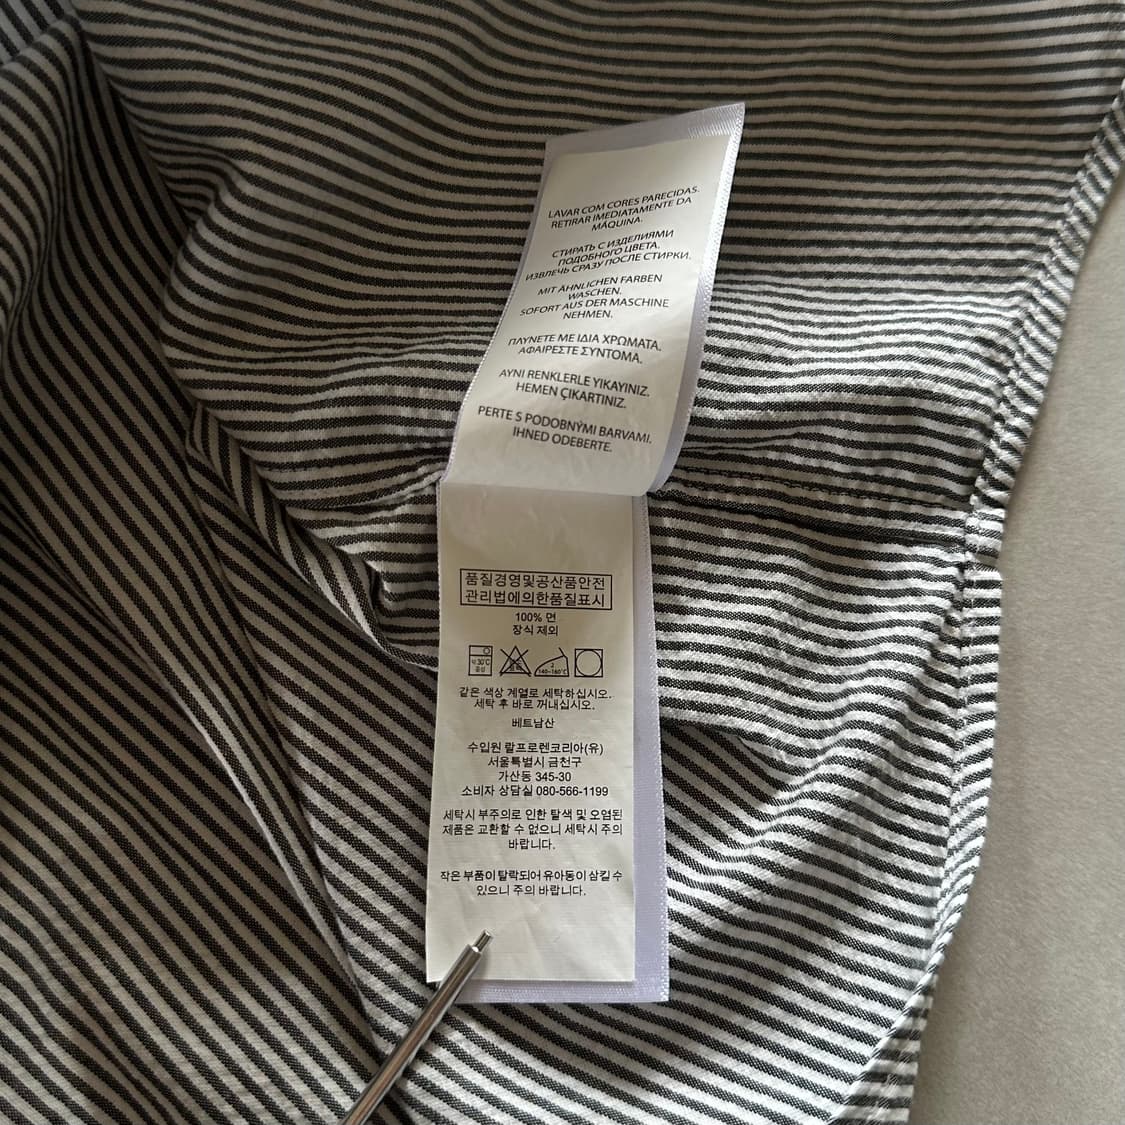 LAVAR COM CORES PARECIDAS.
RETIRAR IMEDIATAMENTE DA
MÁQUINA.
СТИРАТЬ С ИЗДЕЛИЯМИ
ПОДОБНОГО ЦВЕТА.
ИЗВЛЕЧЬ СРАЗУ ПОСЛЕ СТИРКИ.
MIT ÄHNLICHEN FARBEN
WASCHEN.
SOFORT AUS DER MASCHINE
NEHMEN.
ΠΛΥΝΕΤΕ ΜΕ ΙΔΙΑ ΧΡΩΜΑΤΑ.
ΑΦΑΙΡΕΣΤΕ ΣΥΝΤΟΜΑ.
AYNI RENKLERLE YIKAYINIZ.
HEMEN ÇIKARTINIZ.
PERTE S PODOBNÝMI BARVAMI.
IHNED ODEBERTE.
품질경영및공산품안전
관리법에의한품질표시
100% 면
장식 제외
약 30°C
중성
2
140~160°C
같은 색상 계열로 세탁하십시오.
세탁 후 바로 꺼내십시오.
베트남산
수입원 랄프로렌코리아(유)
서울특별시 금천구
가산동 345-30
소비자 상담실 080-566-1199
세탁시 부주의로 인한 탈색 및 오염된
제품은 교환할 수 없으니 세탁시 주의
바랍니다.
작은 부품이 탈락되어 유아동이 삼킬 수
있으니 주의 바랍니다.